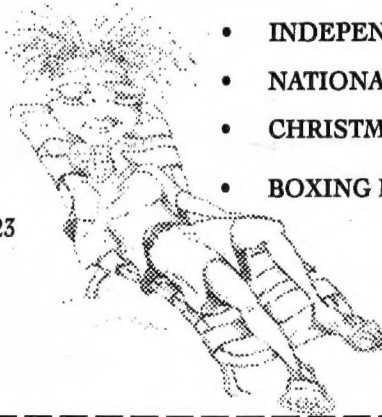 • INDEPEN
• NATIONA
• CHRISTM
• BOXING
23